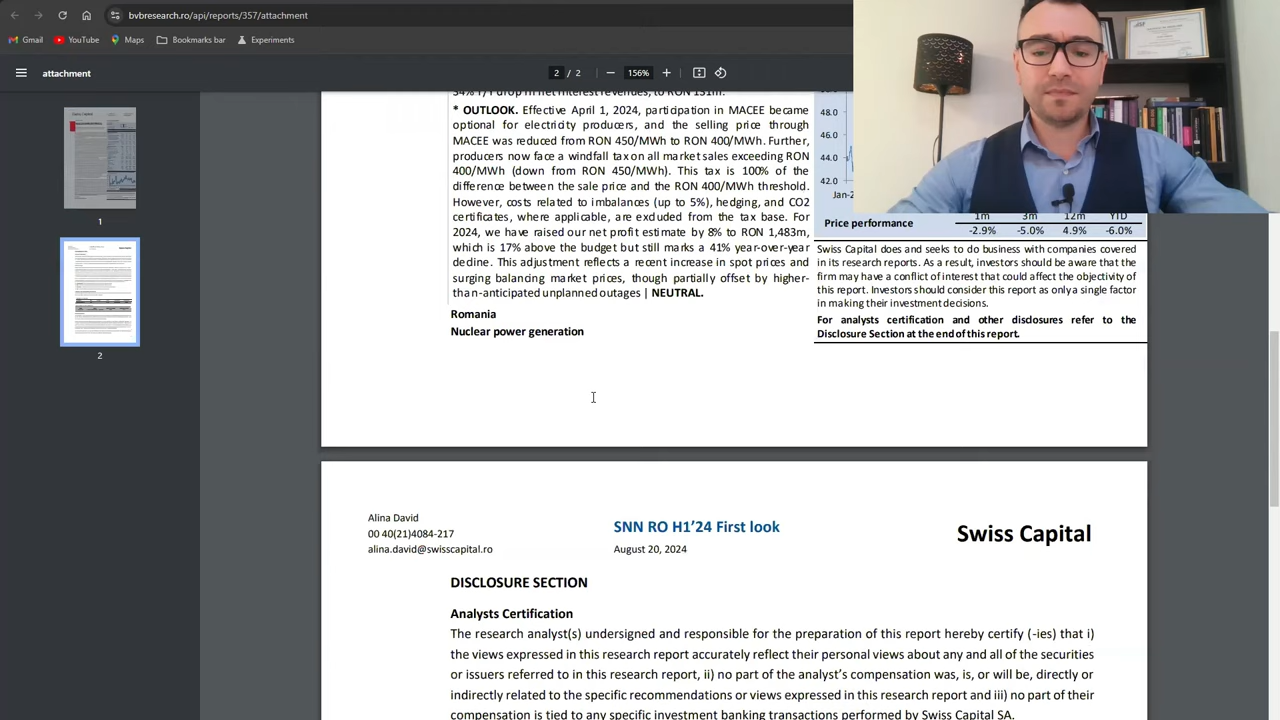 bvbresearch.ro/api/reports/357/attachment
Gmail
YouTube
Maps
Bookmarks bar
Experiments
attachment
2 / 2
156%
1
2
* OUTLOOK. Effective April 1, 2024, participation in MACEE became
optional for electricity producers, and the selling price through
MACEE was reduced from RON 450/MWh to RON 400/MWh. Further,
producers now face a windfall tax on all market sales exceeding RON
400/MWh (down from RON 450/MWh). This tax is 100% of the
difference between the sale price and the RON 400/MWh threshold.
However, costs related to imbalances (up to 5%), hedging, and CO2
certificates, where applicable, are excluded from the tax base. For
2024, we have raised our net profit estimate by 8% to RON 1,483m,
which is 17% above the budget but still marks a 41% year-over-year
decline. This adjustment reflects a recent increase in spot prices and
surging balancing market prices, though partially offset by higher-
than-anticipated unplanned outages | NEUTRAL.
Romania
Nuclear power generation
48.0
46.0
44.0
42.0
Jan-2
1m 3m 12m YTD
Price performance -2.9% -5.0% 4.9% -6.0%
Swiss Capital does and seeks to do business with companies covered
in its research reports. As a result, investors should be aware that the
firm may have a conflict of interest that could affect the objectivity of
this report. Investors should consider this report as only a single factor
in making their investment decisions.
For analysts certification and other disclosures refer to the
Disclosure Section at the end of this report.
Alina David
00 40(21)4084-217
alina.david@swisscapital.ro
SNN RO H1’24 First look
August 20, 2024
Swiss Capital
DISCLOSURE SECTION
Analysts Certification
The research analyst(s) undersigned and responsible for the preparation of this report hereby certify (-ies) that i)
the views expressed in this research report accurately reflect their personal views about any and all of the securities
or issuers referred to in this research report, ii) no part of the analyst’s compensation was, is, or will be, directly or
indirectly related to the specific recommendations or views expressed in this research report and iii) no part of their
compensation is tied to any specific investment banking transactions performed by Swiss Capital SA.